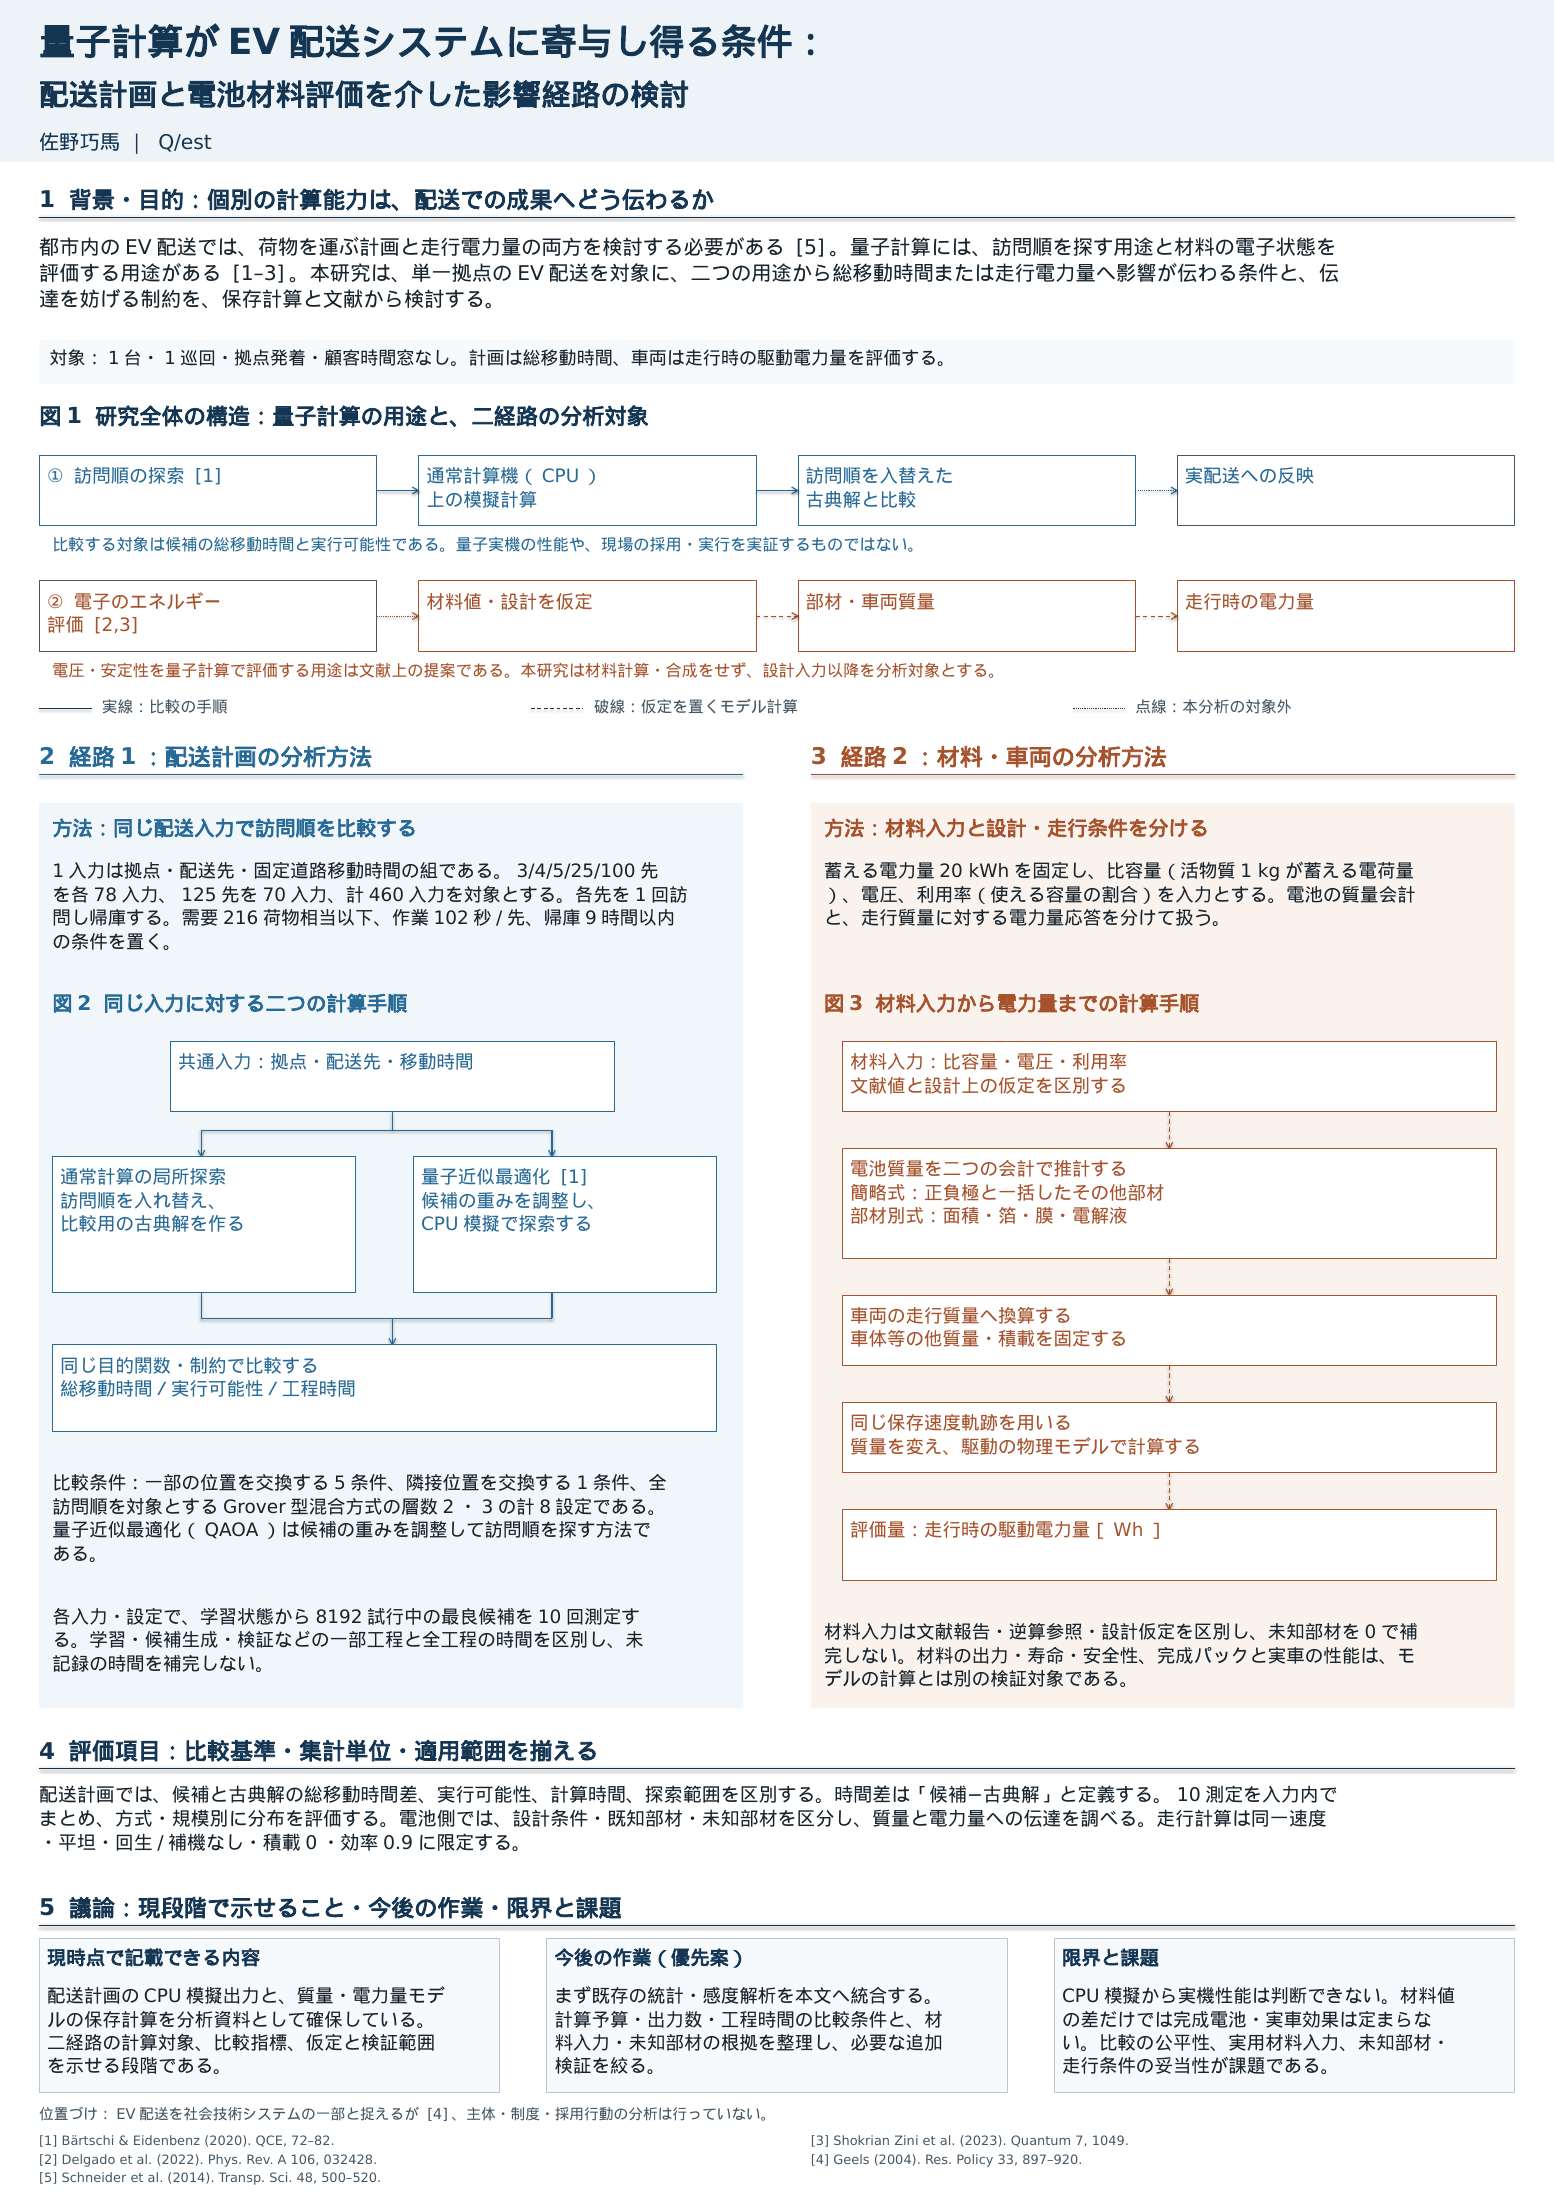 量子計算が EV 配送システムに寄与し得る条件：
配送計画と電池材料評価を介した影響経路の検討
佐野巧馬 ｜ Q/est
1 背景・目的：個別の計算能力は、配送での成果へどう伝わるか
都市内の EV 配送では、荷物を運ぶ計画と走行電力量の両方を検討する必要がある [5]。量子計算には、訪問順を探す用途と材料の電子状態を
評価する用途がある [1–3]。本研究は、単一拠点の EV 配送を対象に、二つの用途から総移動時間または走行電力量へ影響が伝わる条件と、伝
達を妨げる制約を、保存計算と文献から検討する。
対象： 1 台・ 1 巡回・拠点発着・顧客時間窓なし。計画は総移動時間、車両は走行時の駆動電力量を評価する。
図 1 研究全体の構造：量子計算の用途と、二経路の分析対象
① 訪問順の探索 [1]
通常計算機（ CPU ）
上の模擬計算
訪問順を入替えた
古典解と比較
実配送への反映
比較する対象は候補の総移動時間と実行可能性である。量子実機の性能や、現場の採用・実行を実証するものではない。
② 電子のエネルギー
評価 [2,3]
材料値・設計を仮定
部材・車両質量
走行時の電力量
電圧・安定性を量子計算で評価する用途は文献上の提案である。本研究は材料計算・合成をせず、設計入力以降を分析対象とする。
実線：比較の手順
破線：仮定を置くモデル計算
点線：本分析の対象外
2 経路 1 ：配送計画の分析方法
方法：同じ配送入力で訪問順を比較する
1 入力は拠点・配送先・固定道路移動時間の組である。 3/4/5/25/100 先
を各 78 入力、 125 先を 70 入力、計 460 入力を対象とする。各先を 1 回訪
問し帰庫する。需要 216 荷物相当以下、作業 102 秒 / 先、帰庫 9 時間以内
の条件を置く。
図 2 同じ入力に対する二つの計算手順
共通入力：拠点・配送先・移動時間
通常計算の局所探索
訪問順を入れ替え、
比較用の古典解を作る
量子近似最適化 [1]
候補の重みを調整し、
CPU 模擬で探索する
同じ目的関数・制約で比較する
総移動時間 / 実行可能性 / 工程時間
比較条件：一部の位置を交換する 5 条件、隣接位置を交換する 1 条件、全
訪問順を対象とする Grover 型混合方式の層数 2 ・ 3 の計 8 設定である。
量子近似最適化（ QAOA ）は候補の重みを調整して訪問順を探す方法で
ある。
各入力・設定で、学習状態から 8192 試行中の最良候補を 10 回測定す
る。学習・候補生成・検証などの一部工程と全工程の時間を区別し、未
記録の時間を補完しない。
3 経路 2 ：材料・車両の分析方法
方法：材料入力と設計・走行条件を分ける
蓄える電力量 20 kWh を固定し、比容量（活物質 1 kg が蓄える電荷量
）、電圧、利用率（使える容量の割合）を入力とする。電池の質量会計
と、走行質量に対する電力量応答を分けて扱う。
図 3 材料入力から電力量までの計算手順
材料入力：比容量・電圧・利用率
文献値と設計上の仮定を区別する
電池質量を二つの会計で推計する
簡略式：正負極と一括したその他部材
部材別式：面積・箔・膜・電解液
車両の走行質量へ換算する
車体等の他質量・積載を固定する
同じ保存速度軌跡を用いる
質量を変え、駆動の物理モデルで計算する
評価量：走行時の駆動電力量［ Wh ］
材料入力は文献報告・逆算参照・設計仮定を区別し、未知部材を 0 で補
完しない。材料の出力・寿命・安全性、完成パックと実車の性能は、モ
デルの計算とは別の検証対象である。
4 評価項目：比較基準・集計単位・適用範囲を揃える
配送計画では、候補と古典解の総移動時間差、実行可能性、計算時間、探索範囲を区別する。時間差は「候補−古典解」と定義する。 10 測定を入力内で
まとめ、方式・規模別に分布を評価する。電池側では、設計条件・既知部材・未知部材を区分し、質量と電力量への伝達を調べる。走行計算は同一速度
・平坦・回生 / 補機なし・積載 0 ・効率 0.9 に限定する。
5 議論：現段階で示せること・今後の作業・限界と課題
現時点で記載できる内容
配送計画の CPU 模擬出力と、質量・電力量モデ
ルの保存計算を分析資料として確保している。
二経路の計算対象、比較指標、仮定と検証範囲
を示せる段階である。
今後の作業（優先案）
まず既存の統計・感度解析を本文へ統合する。
計算予算・出力数・工程時間の比較条件と、材
料入力・未知部材の根拠を整理し、必要な追加
検証を絞る。
限界と課題
CPU 模擬から実機性能は判断できない。材料値
の差だけでは完成電池・実車効果は定まらな
い。比較の公平性、実用材料入力、未知部材・
走行条件の妥当性が課題である。
位置づけ： EV 配送を社会技術システムの一部と捉えるが [4]、主体・制度・採用行動の分析は行っていない。
[1] Bärtschi & Eidenbenz (2020). QCE, 72–82.
[2] Delgado et al. (2022). Phys. Rev. A 106, 032428.
[5] Schneider et al. (2014). Transp. Sci. 48, 500–520.
[3] Shokrian Zini et al. (2023). Quantum 7, 1049.
[4] Geels (2004). Res. Policy 33, 897–920.